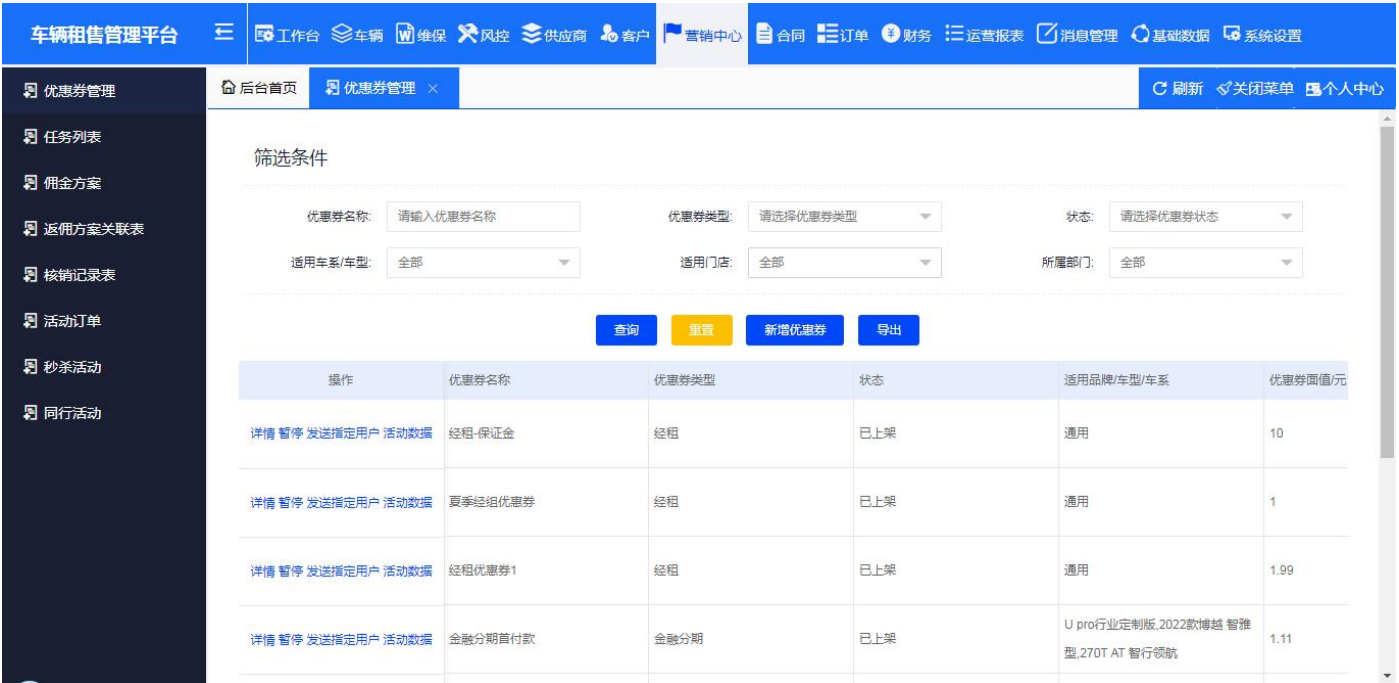 车辆租售管理平台
工作台 车辆 维保 风控 供应商 客户 营销中心 合同 订单 财务 运营报表 消息管理 基础数据 系统设置
优惠券管理
任务列表
佣金方案
返佣方案关联表
核销记录表
活动订单
秒杀活动
同行活动
后台首页 优惠券管理 × 刷新 关闭菜单 个人中心
筛选条件
优惠券名称: 请输入优惠券名称 优惠券类型: 请选择优惠券类型 状态: 请选择优惠券状态
适用车系/车型: 全部 适用门店: 全部 所属部门: 全部
查询 重置 新增优惠券 导出
操作 优惠券名称 优惠券类型 状态 适用品牌/车型/车系 优惠券面值/元
详情 暂停 发送指定用户 活动数据 经租-保证金 经租 已上架 通用 10
详情 暂停 发送指定用户 活动数据 夏季经组优惠券 经租 已上架 通用 1
详情 暂停 发送指定用户 活动数据 经租优惠券1 经租 已上架 通用 1.99
详情 暂停 发送指定用户 活动数据 金融分期首付款 金融分期 已上架 U pro行业定制版,2022款博越 智雅 1.11
型,270T AT 智行领航